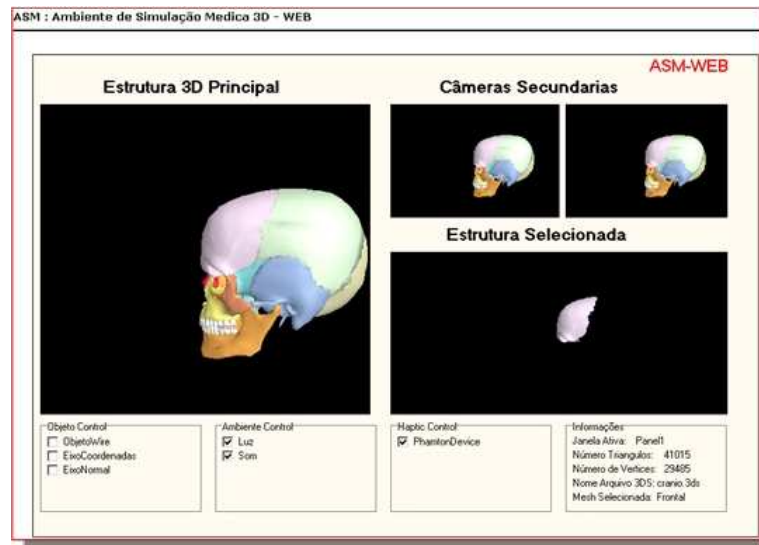 ASM : Ambiente de Simulação Medica 3D - WEB
ASM-WEB
Estrutura 3D Principal
Câmeras Secundarias
Estrutura Selecionada
Objeto Control
ObjetoWire
EixoCoordenadas
EixoNormal
Ambiente Control
Luz
Som
Haptic Control
PhamtonDevice
Informações
Janela Ativa: Panel1
Número Triangulos: 41015
Número de Vertices: 29485
Nome Arquivo 3DS: cranio.3ds
Mesh Selecionada: Frontal